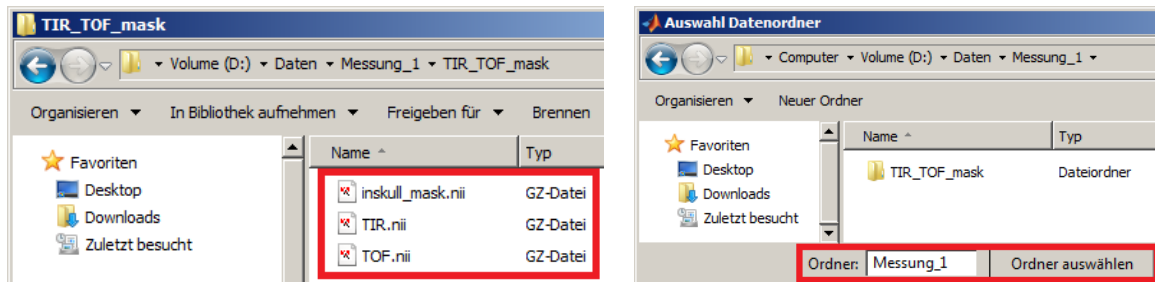 TIR_TOF_mask
Volume (D:) Daten Messung_1 TIR_TOF_mask
Organisieren In Bibliothek aufnehmen Freigeben für Brennen
Favoriten
Desktop
Downloads
Zuletzt besucht
Name Typ
inskull_mask.nii GZ-Datei
TIR.nii GZ-Datei
TOF.nii GZ-Datei
Auswahl Datenordner
Computer Volume (D:) Daten Messung_1
Organisieren Neuer Ordner
Favoriten
Desktop
Downloads
Zuletzt besucht
Name Typ
TIR_TOF_mask Dateiordner
Ordner: Messung_1 Ordner auswählen